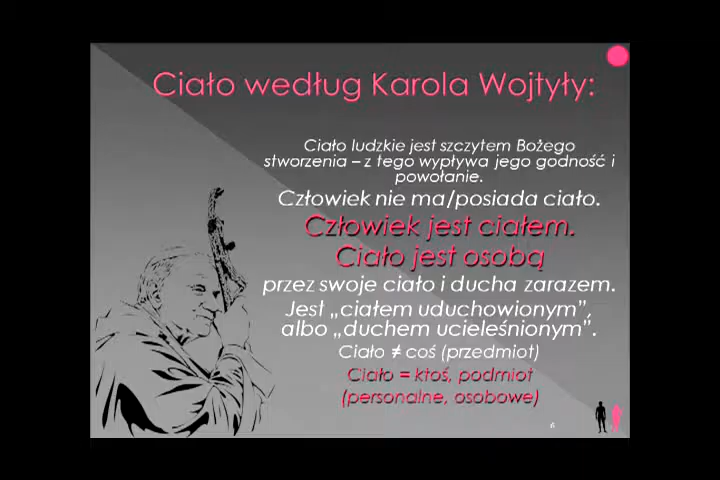 Ciało według Karola Wojtyły:
Ciało ludzkie jest szczytem Bożego
stworzenia – z tego wypływa jego godność i
powołanie.
Człowiek nie ma/posiada ciało.
Człowiek jest ciałem.
Ciało jest osobą
przez swoje ciało i ducha zarazem.
Jest „ciałem uduchowionym”,
albo „duchem ucieleśnionym”.
Ciało ≠ coś (przedmiot)
Ciało = ktoś, podmiot
(personalne, osobowe)